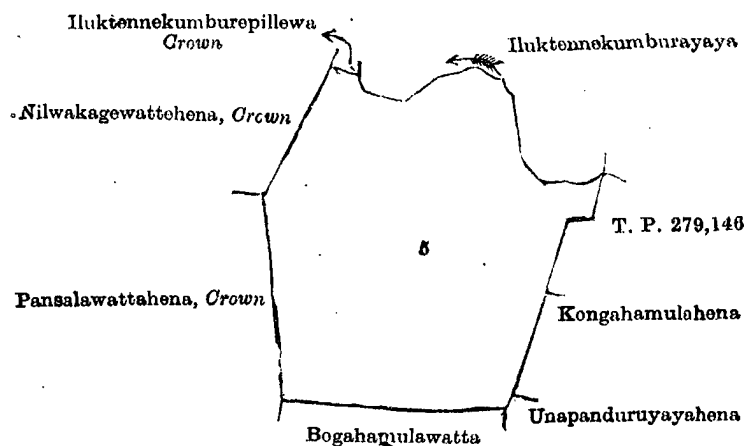 Iluktennekumburepillewa
Crown
Iluktennekumburayaya
Nilwakagewattehena, Crown
5
T. P. 279,146
Pansalawattahena, Crown
Kongahamulahena
Unapanduruyayahena
Bogahamulawatta